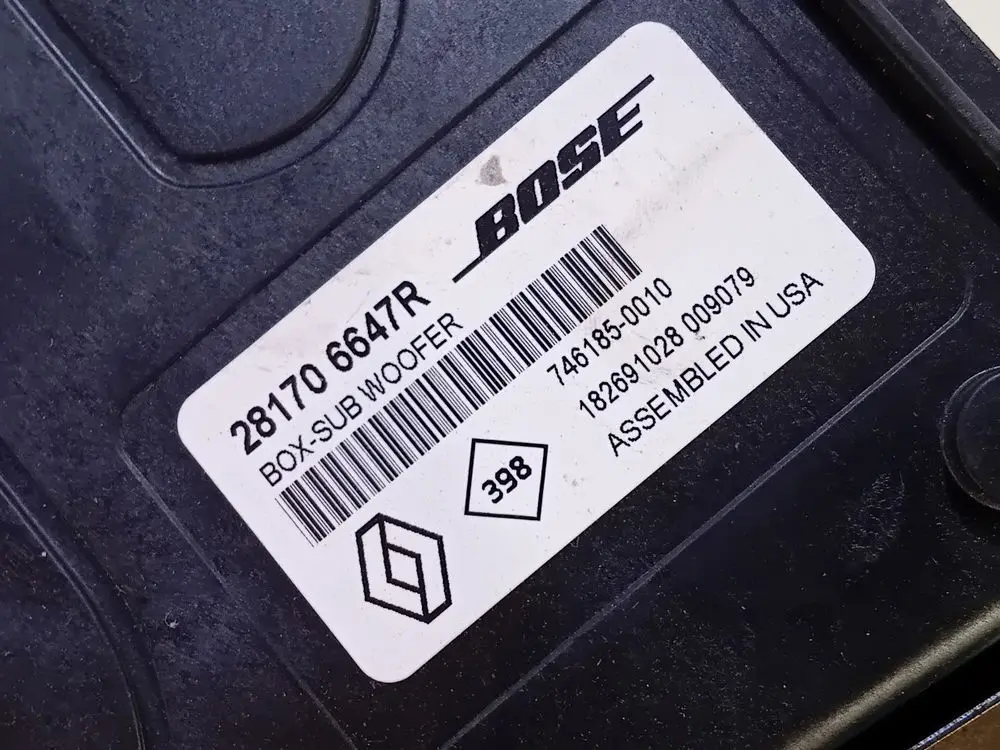 BOSE
28170 6647R
BOX-SUB WOOFER
746185-0010
182691028 009079
ASSEMBLED IN USA
398